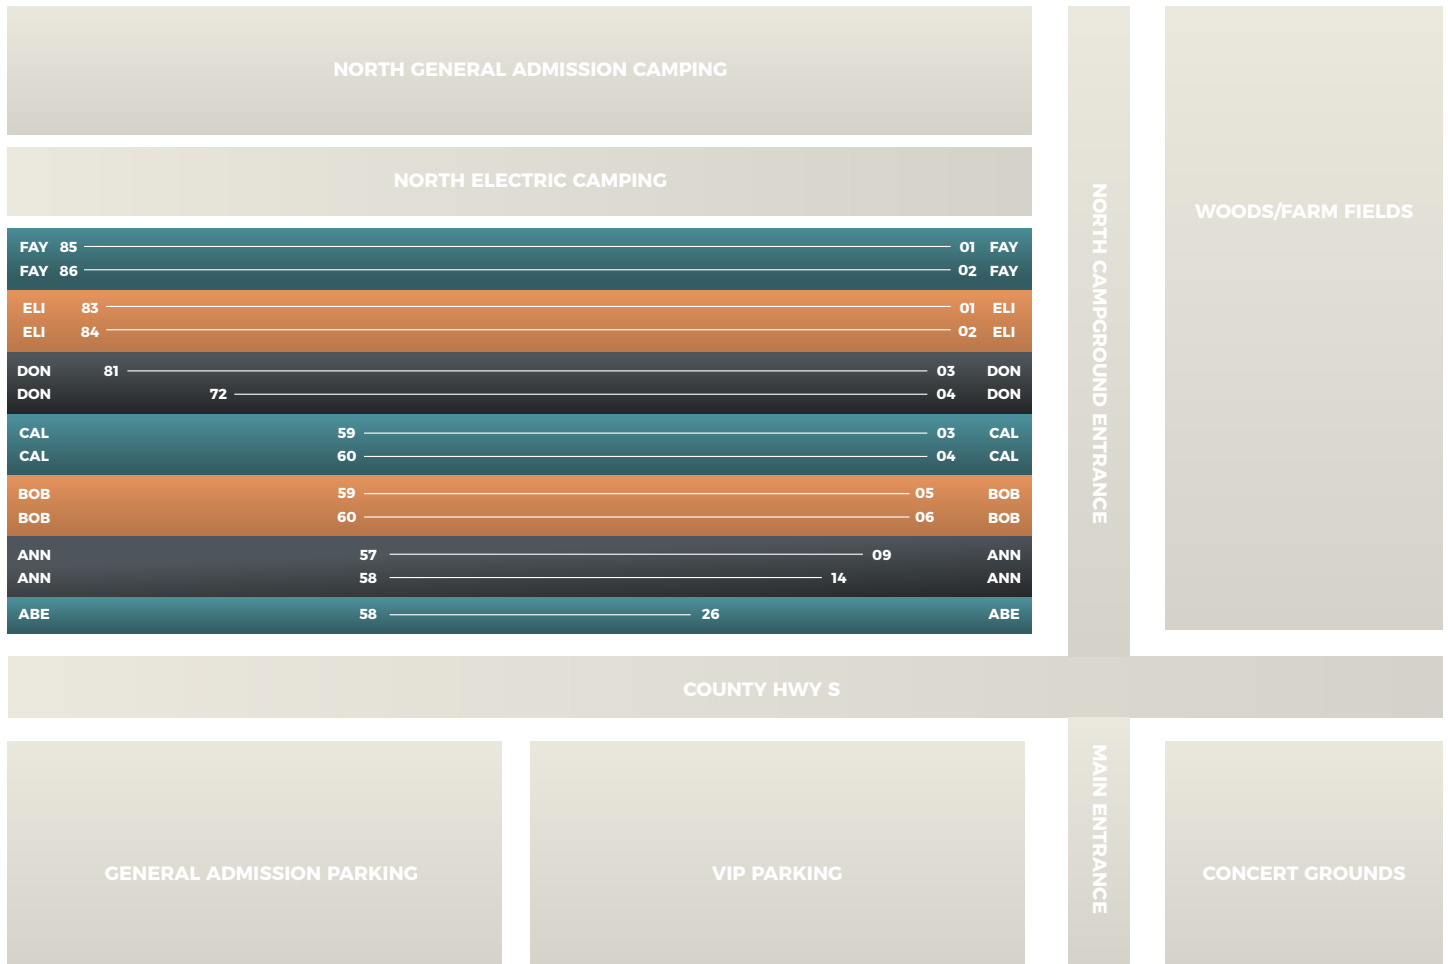 NORTH GENERAL ADMISSION CAMPING
NORTH ELECTRIC CAMPING
FAY 85 01 FAY
FAY 86 02 FAY
ELI 83 01 ELI
ELI 84 02 ELI
DON 81 03 DON
DON 72 04 DON
CAL 59 03 CAL
CAL 60 04 CAL
BOB 59 05 BOB
BOB 60 06 BOB
ANN 57 09 ANN
ANN 58 14 ANN
ABE 58 26 ABE
NORTH CAMPGROUND ENTRANCE
WOODS/FARM FIELDS
COUNTY HWY S
GENERAL ADMISSION PARKING
VIP PARKING
MAIN ENTRANCE
CONCERT GROUNDS